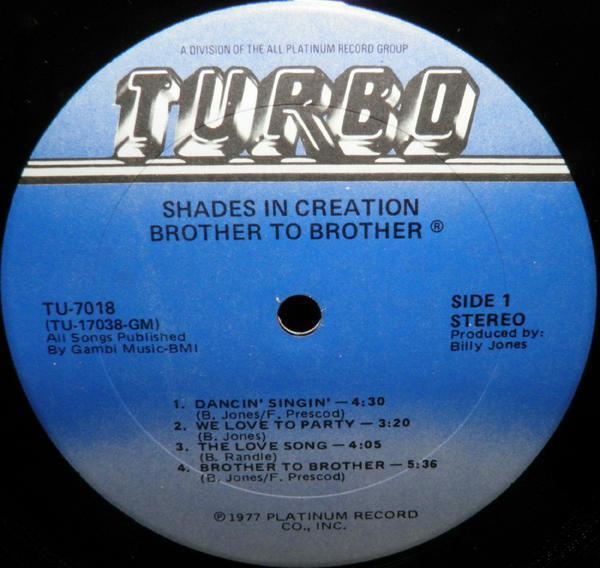 A DIVISION OF THE ALL PLATINUM RECORD GROUP
TURBO
SHADES IN CREATION
BROTHER TO BROTHER ®
TU-7018
(TU-17038-GM)
All Songs Published
By Gambi Music-BMI
SIDE 1
STEREO
Produced by:
Billy Jones
1. DANCIN' SINGIN' — 4:30
(B. Jones/F. Prescod)
2. WE LOVE TO PARTY — 3:20
(B. Jones)
3. THE LOVE SONG — 4:05
(B. Randle)
4. BROTHER TO BROTHER — 5:36
(B. Jones/F. Prescod)
℗ 1977 PLATINUM RECORD
CO., INC.